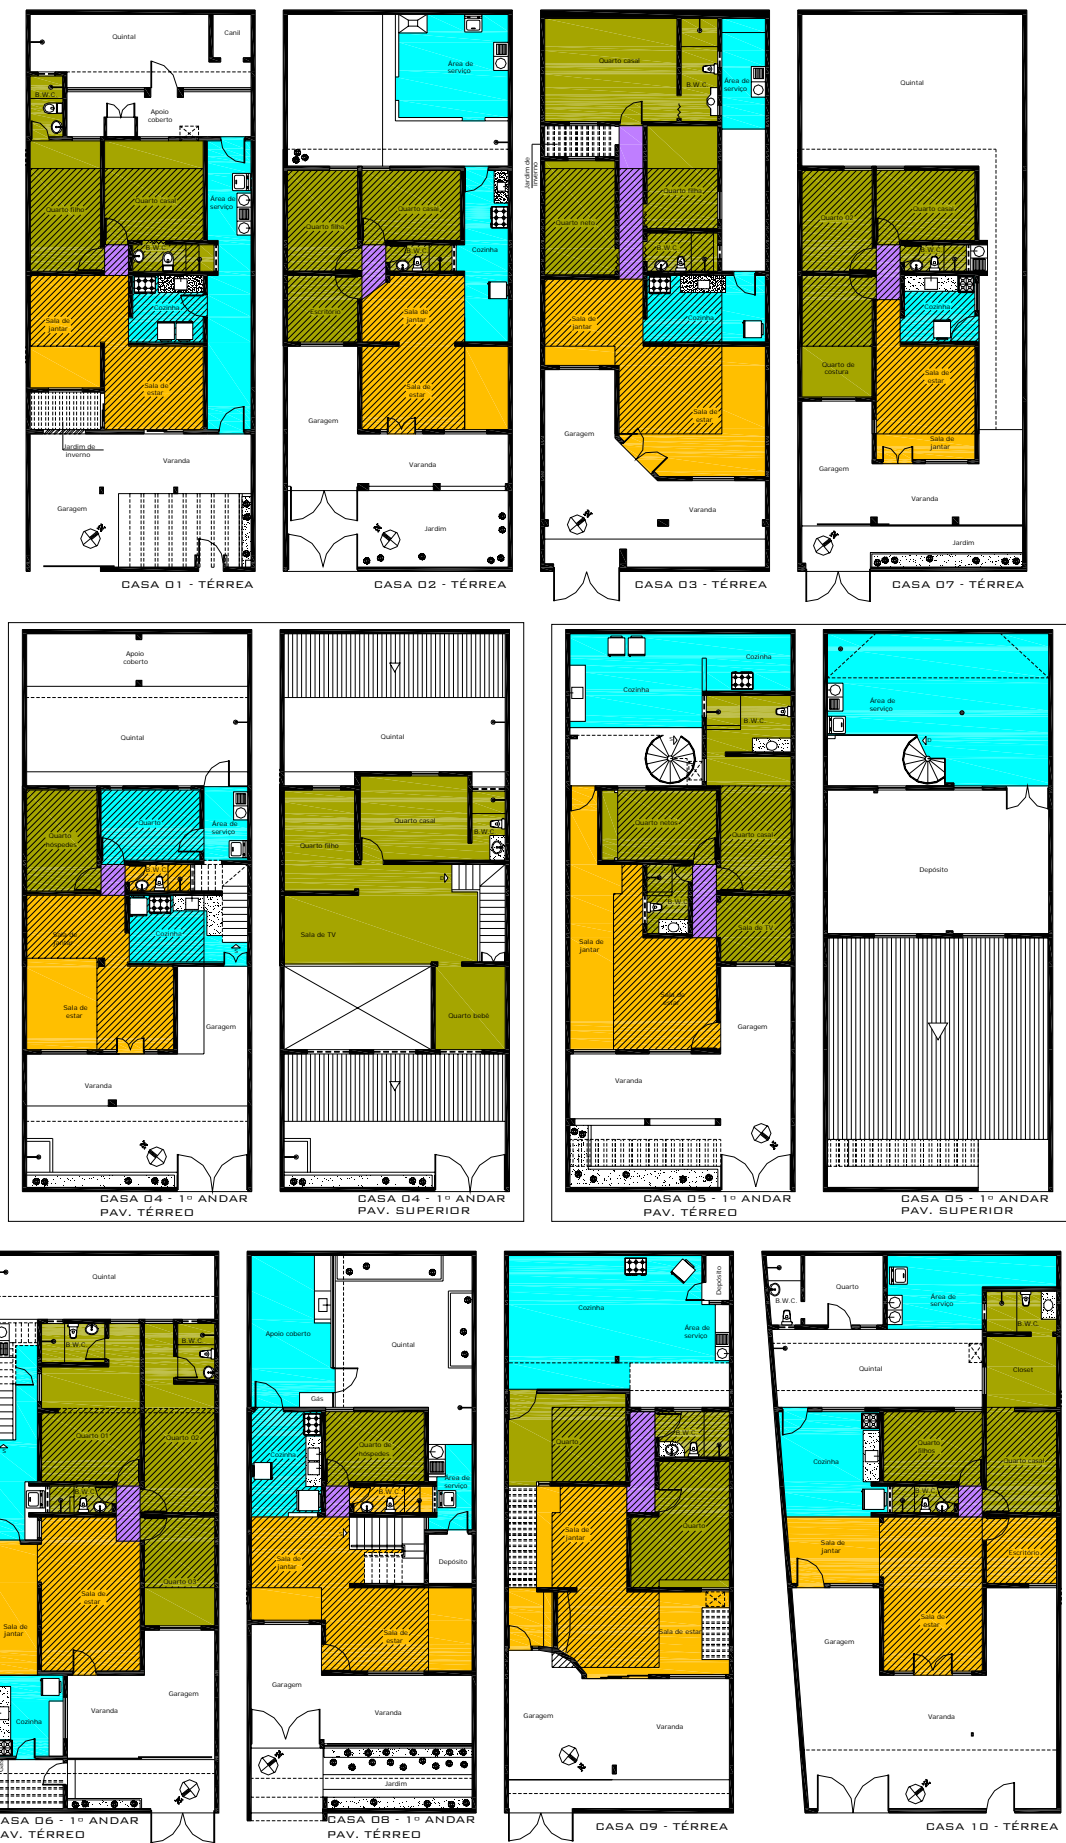 Quintal
Canil
B.W.C.
Apoio
coberto
Quarto filho
Quarto casal
Área de
serviço
B.W.C.
Sala de
jantar
Cozinha
Sala de
estar
Jardim de
inverno
Varanda
Garagem
CASA 01 - TÉRREA
Área de
serviço
Quarto filho
Quarto casal
B.W.C.
Cozinha
Escritório
Sala de
jantar
Sala de
estar
Garagem
Varanda
Jardim
CASA 02 - TÉRREA
Quarto casal
B.W.C.
Área de
serviço
Jardim de
inverno
Quarto neto
Quarto filha
B.W.C.
Sala de
jantar
Cozinha
Sala de
estar
Garagem
Varanda
CASA 03 - TÉRREA
Quintal
Quarto 02
Quarto casal
B.W.C.
Cozinha
Quarto de
costura
Sala de
estar
Sala de
jantar
Garagem
Varanda
Jardim
CASA 07 - TÉRREA
Apoio
coberto
Quintal
Quarto
hóspedes
Quarto
Área de
serviço
B.W.C.
Sala de
jantar
Cozinha
Sala de
estar
Garagem
Varanda
CASA 04 - 1º ANDAR
PAV. TÉRREO
Quintal
Quarto casal
B.W.C.
Quarto filho
Sala de TV
Quarto bebê
CASA 04 - 1º ANDAR
PAV. SUPERIOR
Cozinha
Cozinha
B.W.C.
Quarto netos
Quarto casal
B.W.C.
Sala de TV
Sala de
jantar
Sala de
estar
Garagem
Varanda
CASA 05 - 1º ANDAR
PAV. TÉRREO
Área de
serviço
Depósito
CASA 05 - 1º ANDAR
PAV. SUPERIOR
Quintal
B.W.C.
B.W.C.
Quarto 01
Quarto 02
B.W.C.
Quarto 03
Sala de
estar
Sala de
jantar
Garagem
Varanda
Cozinha
ASA 06 - 1º ANDAR
AV. TÉRREO
Apoio coberto
Quintal
Gás
Cozinha
Quarto de
hóspedes
Área de
serviço
B.W.C.
Depósito
Sala de
jantar
Sala de
estar
Garagem
Varanda
Jardim
CASA 08 - 1º ANDAR
PAV. TÉRREO
Cozinha
Depósito
Área de
serviço
Quarto
B.W.C.
Sala de
jantar
Quarto
Sala de estar
Garagem
Varanda
CASA 09 - TÉRREA
B.W.C.
Quarto
Área de
serviço
B.W.C.
Quintal
Closet
Cozinha
Quarto
filhos
Quarto casal
B.W.C.
Sala de
jantar
Escritório
Sala de
estar
Garagem
Varanda
CASA 10 - TÉRREA